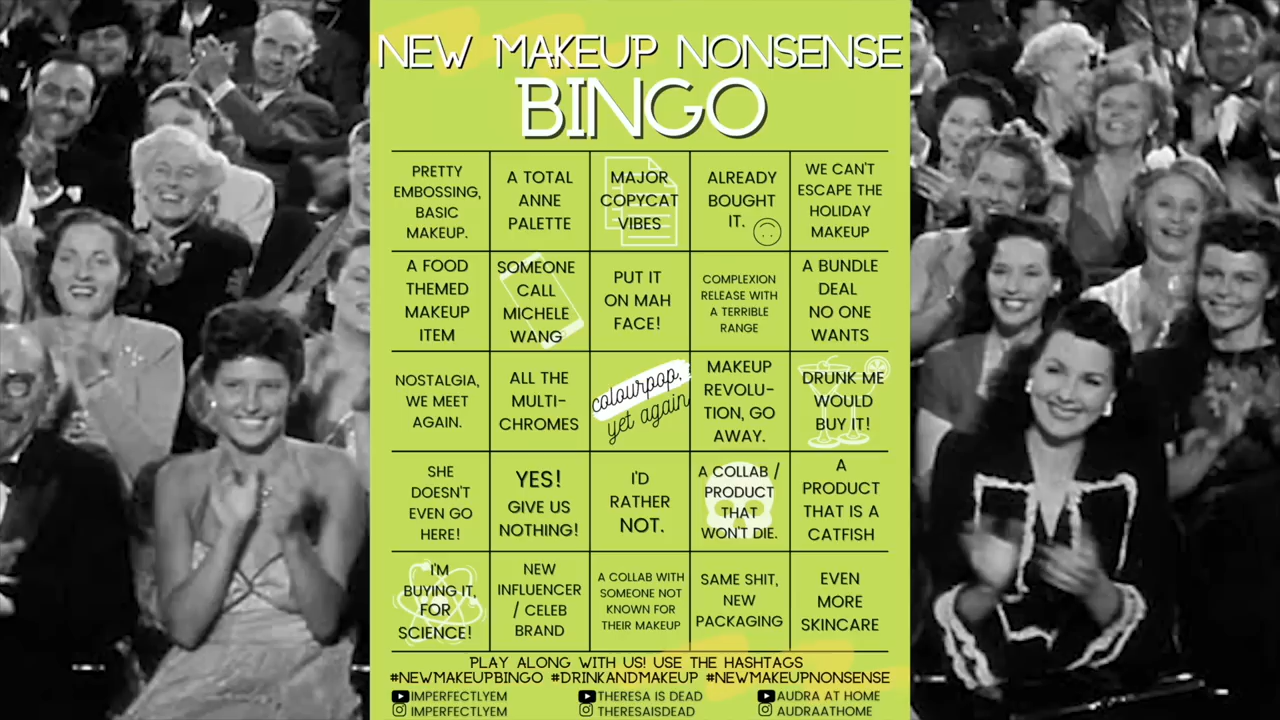 NEW MAKEUP NONSENSE
BINGO
PRETTY
EMBOSSING,
BASIC
MAKEUP.
A TOTAL
ANNE
PALETTE
MAJOR
COPYCAT
VIBES
ALREADY
BOUGHT
IT.
WE CAN'T
ESCAPE THE
HOLIDAY
MAKEUP
A FOOD
THEMED
MAKEUP
ITEM
SOMEONE
CALL
MICHELE
WANG
PUT IT
ON MAH
FACE!
COMPLEXION
RELEASE WITH
A TERRIBLE
RANGE
A BUNDLE
DEAL
NO ONE
WANTS
NOSTALGIA,
WE MEET
AGAIN.
ALL THE
MULTI-
CHROMES
colourpop,
yet again
MAKEUP
REVOLU-
TION, GO
AWAY.
DRUNK ME
WOULD
BUY IT!
SHE
DOESN'T
EVEN GO
HERE!
YES!
GIVE US
NOTHING!
I'D
RATHER
NOT.
A COLLAB /
PRODUCT
THAT
WON'T DIE.
A
PRODUCT
THAT IS A
CATFISH
I'M
BUYING IT,
FOR
SCIENCE!
NEW
INFLUENCER
/ CELEB
BRAND
A COLLAB WITH
SOMEONE NOT
KNOWN FOR
THEIR MAKEUP
SAME SHIT,
NEW
PACKAGING
EVEN
MORE
SKINCARE
PLAY ALONG WITH US! USE THE HASHTAGS
#NEWMAKEUPBINGO #DRINKANDMAKEUP #NEWMAKEUPNONSENSE
IMPERFECTLYEM THERESA IS DEAD AUDRA AT HOME
IMPERFECTLYEM THERESAISDEAD AUDRAATHOME